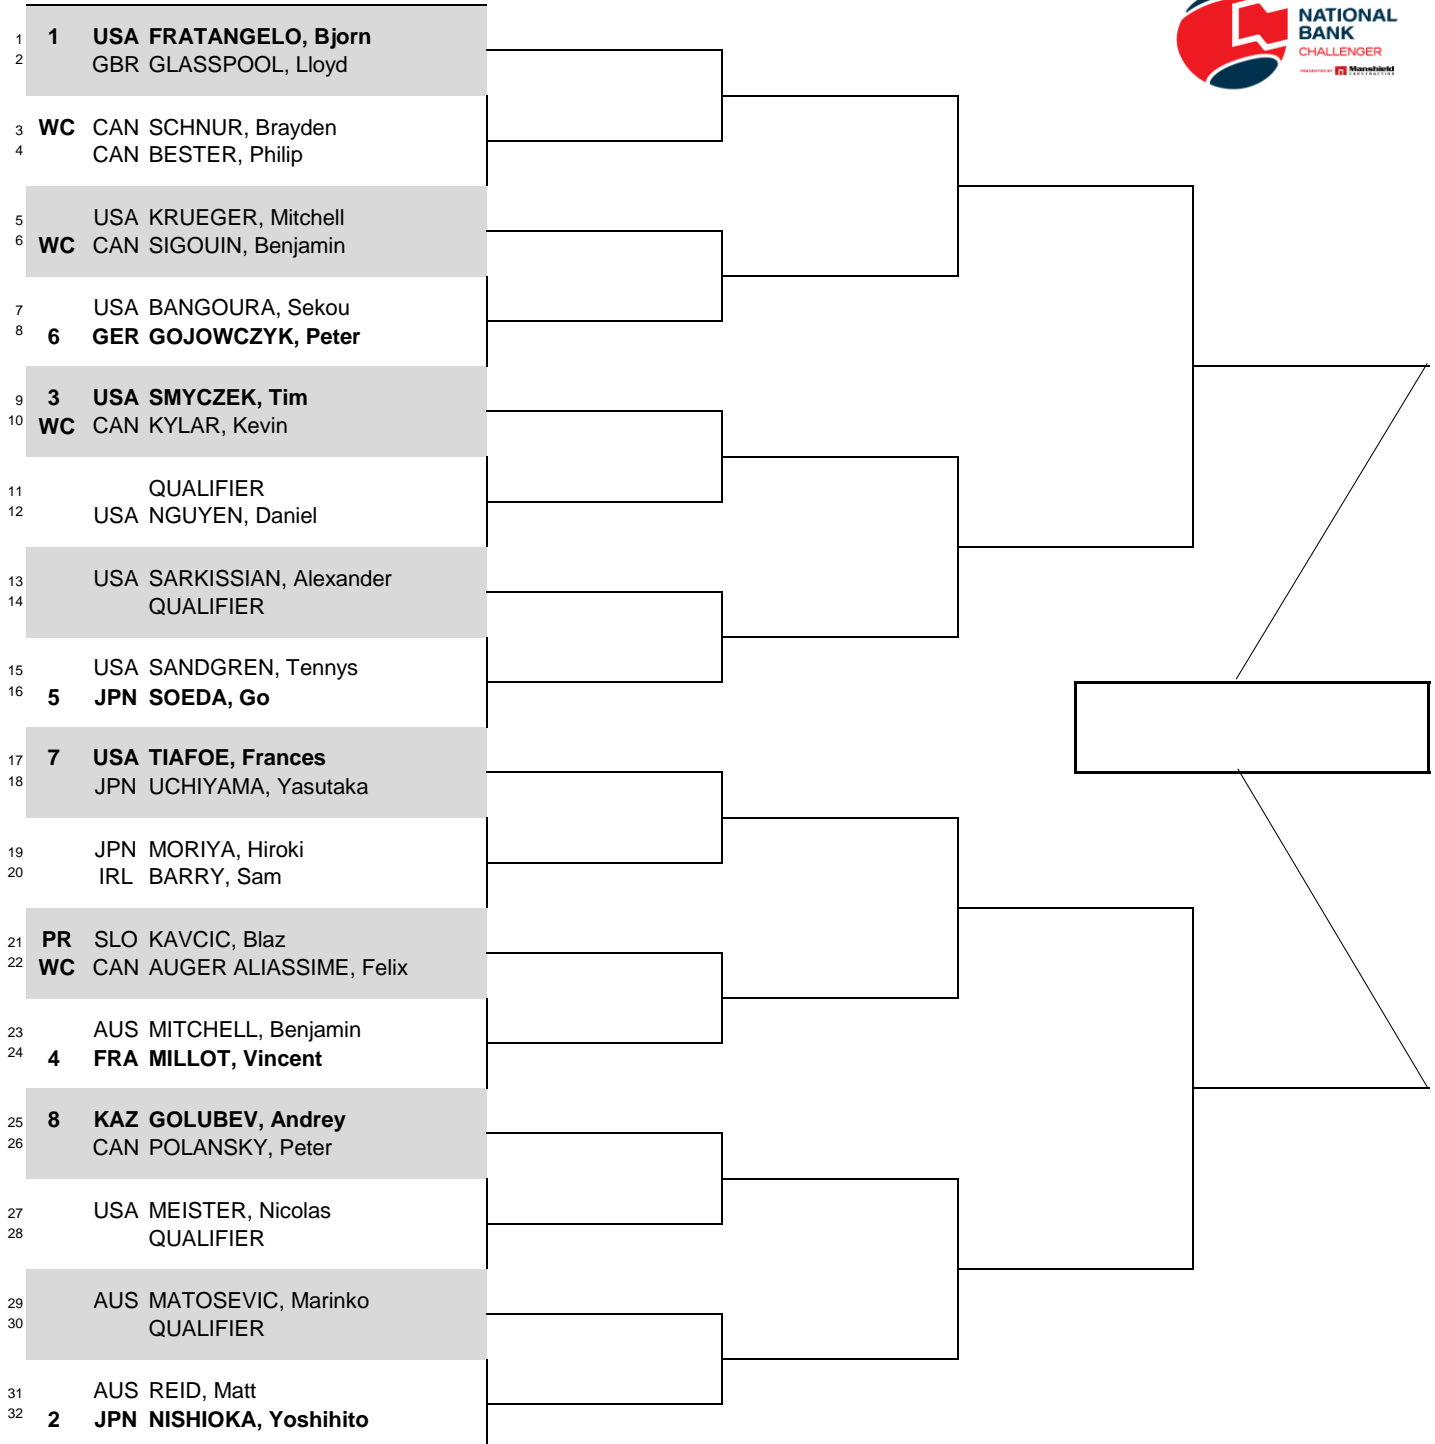 NATIONAL
BANK
CHALLENGER
PRESENTED BY Manshield
CONSTRUCTION
1 1 USA FRATANGELO, Bjorn
2 GBR GLASSPOOL, Lloyd
3 WC CAN SCHNUR, Brayden
4 CAN BESTER, Philip
5 USA KRUEGER, Mitchell
6 WC CAN SIGOUIN, Benjamin
7 USA BANGOURA, Sekou
8 6 GER GOJOWCZYK, Peter
9 3 USA SMYCZEK, Tim
10 WC CAN KYLAR, Kevin
11 QUALIFIER
12 USA NGUYEN, Daniel
13 USA SARKISSIAN, Alexander
14 QUALIFIER
15 USA SANDGREN, Tennys
16 5 JPN SOEDA, Go
17 7 USA TIAFOE, Frances
18 JPN UCHIYAMA, Yasutaka
19 JPN MORIYA, Hiroki
20 IRL BARRY, Sam
21 PR SLO KAVCIC, Blaz
22 WC CAN AUGER ALIASSIME, Felix
23 AUS MITCHELL, Benjamin
24 4 FRA MILLOT, Vincent
25 8 KAZ GOLUBEV, Andrey
26 CAN POLANSKY, Peter
27 USA MEISTER, Nicolas
28 QUALIFIER
29 AUS MATOSEVIC, Marinko
30 QUALIFIER
31 AUS REID, Matt
32 2 JPN NISHIOKA, Yoshihito